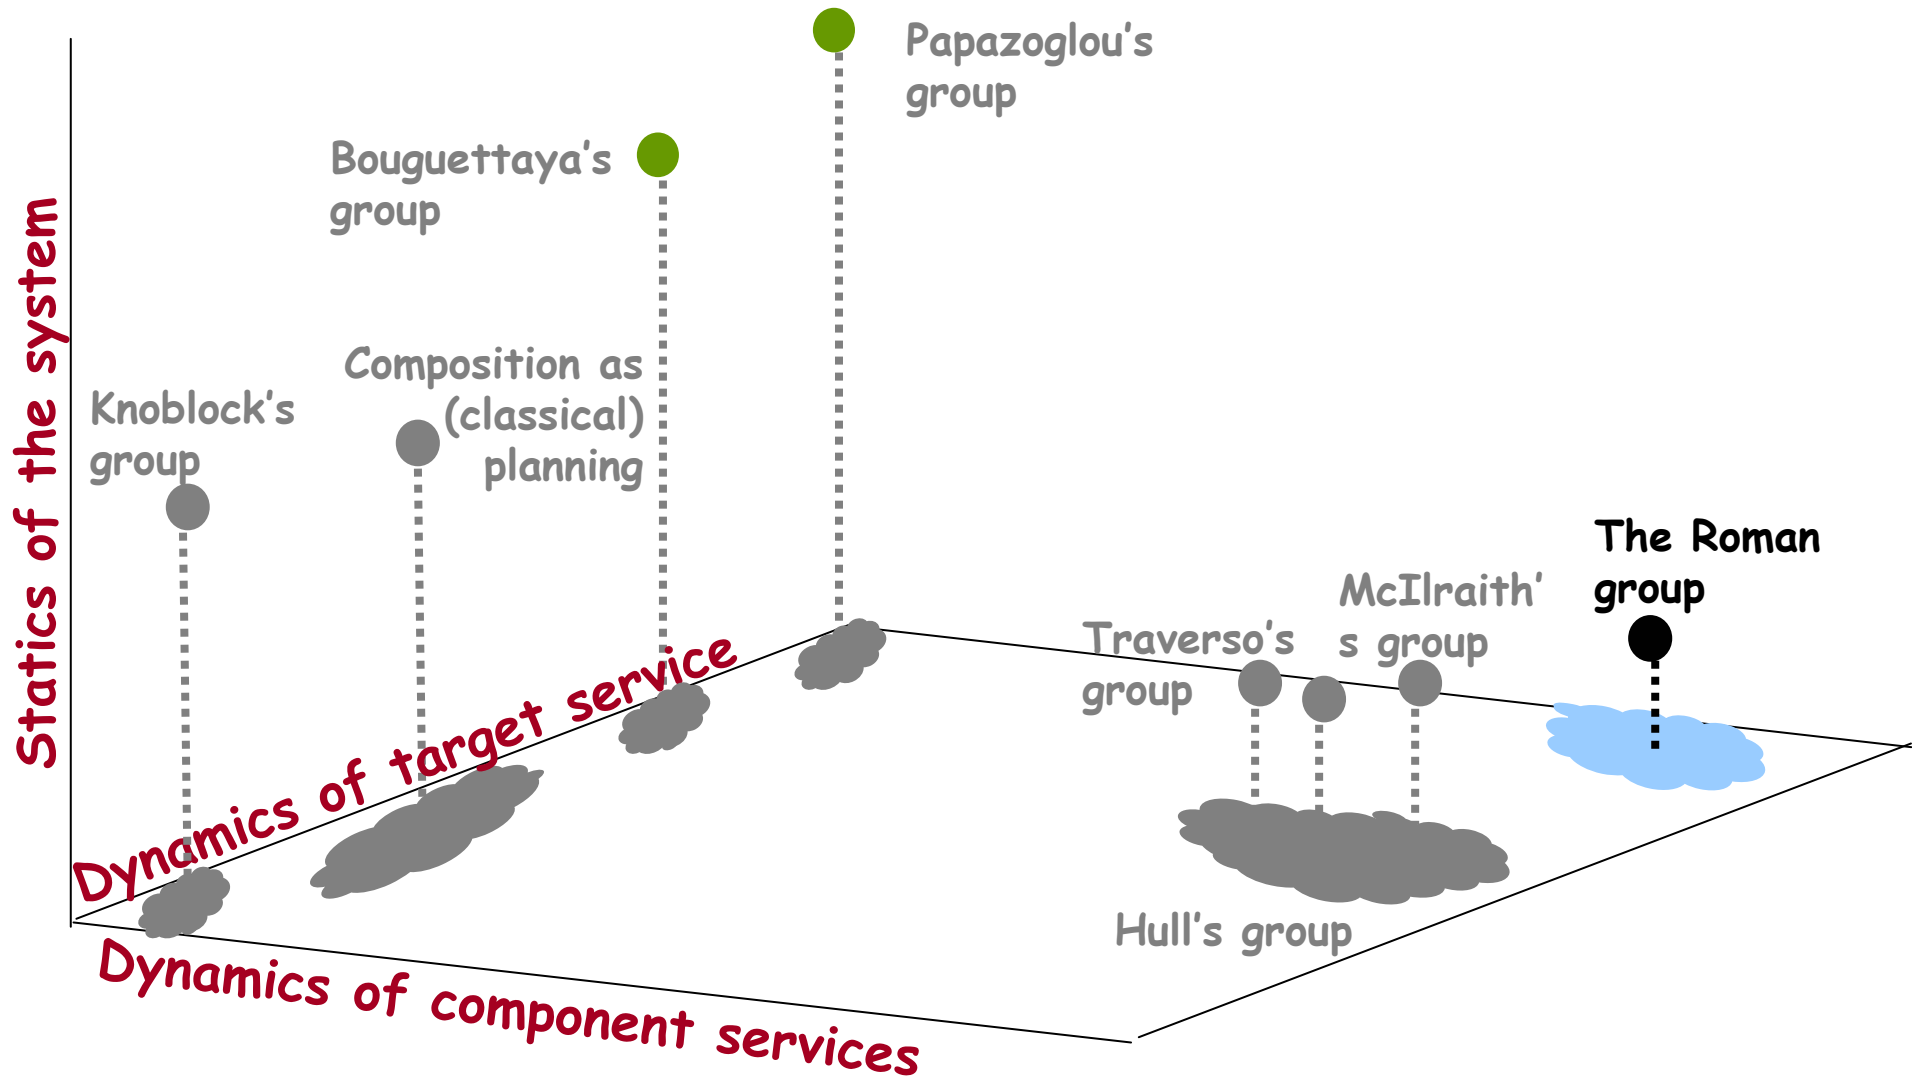 Papazoglou's
group
Bouguettaya's
group
Statics of the system
Composition as
(classical)
planning
Knoblock's
group
The Roman
group
McIlraith'
s group
Traverso's
group
Dynamics of target service
Hull's group
Dynamics of component services